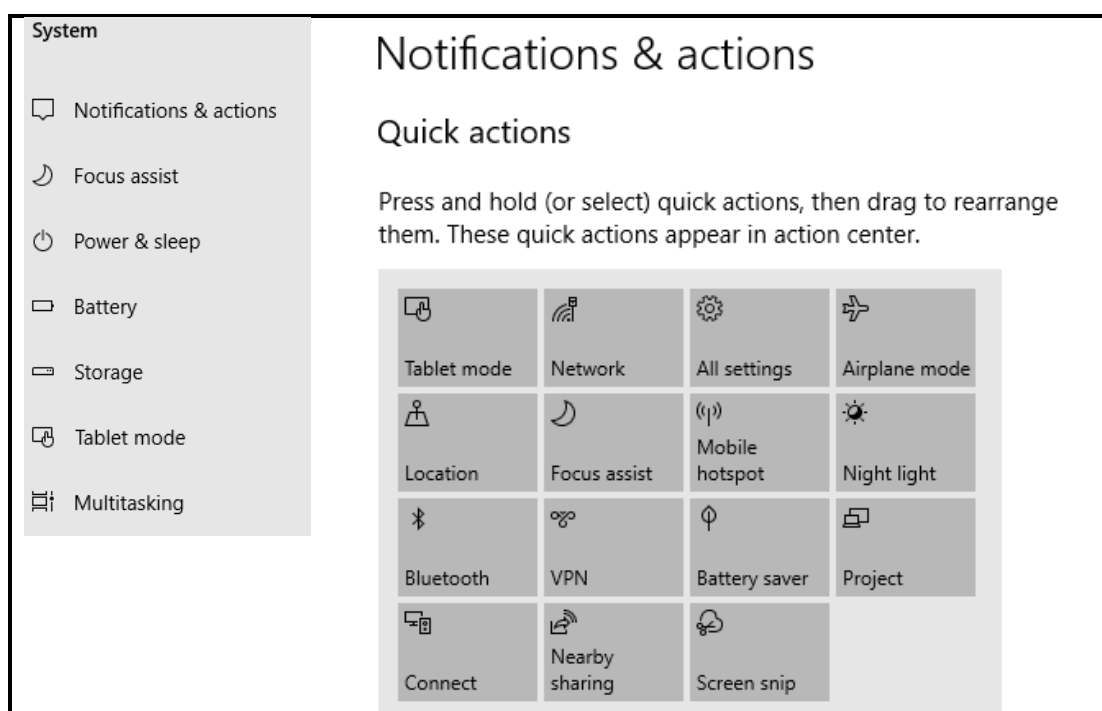 System
Notifications & actions
Focus assist
Power & sleep
Battery
Storage
Tablet mode
Multitasking
Notifications & actions
Quick actions
Press and hold (or select) quick actions, then drag to rearrange
them. These quick actions appear in action center.
Tablet mode
Network
All settings
Airplane mode
Location
Focus assist
Mobile
hotspot
Night light
Bluetooth
VPN
Battery saver
Project
Connect
Nearby
sharing
Screen snip